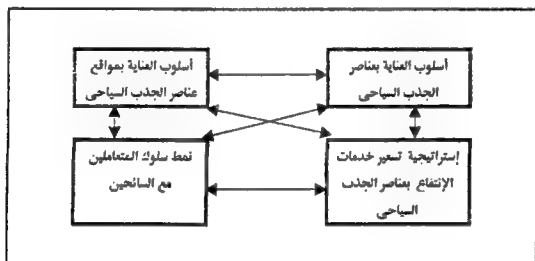 أسلوب العناية بعناصر
الجذب السياحى
أسلوب العناية بمواقع
عناصر الجذب السياحى
إستراتيجية تسعير خدمات
الإنتفاع بعناصر الجذب
السياحى
نمط سلوك المتعاملين
مع السائحين